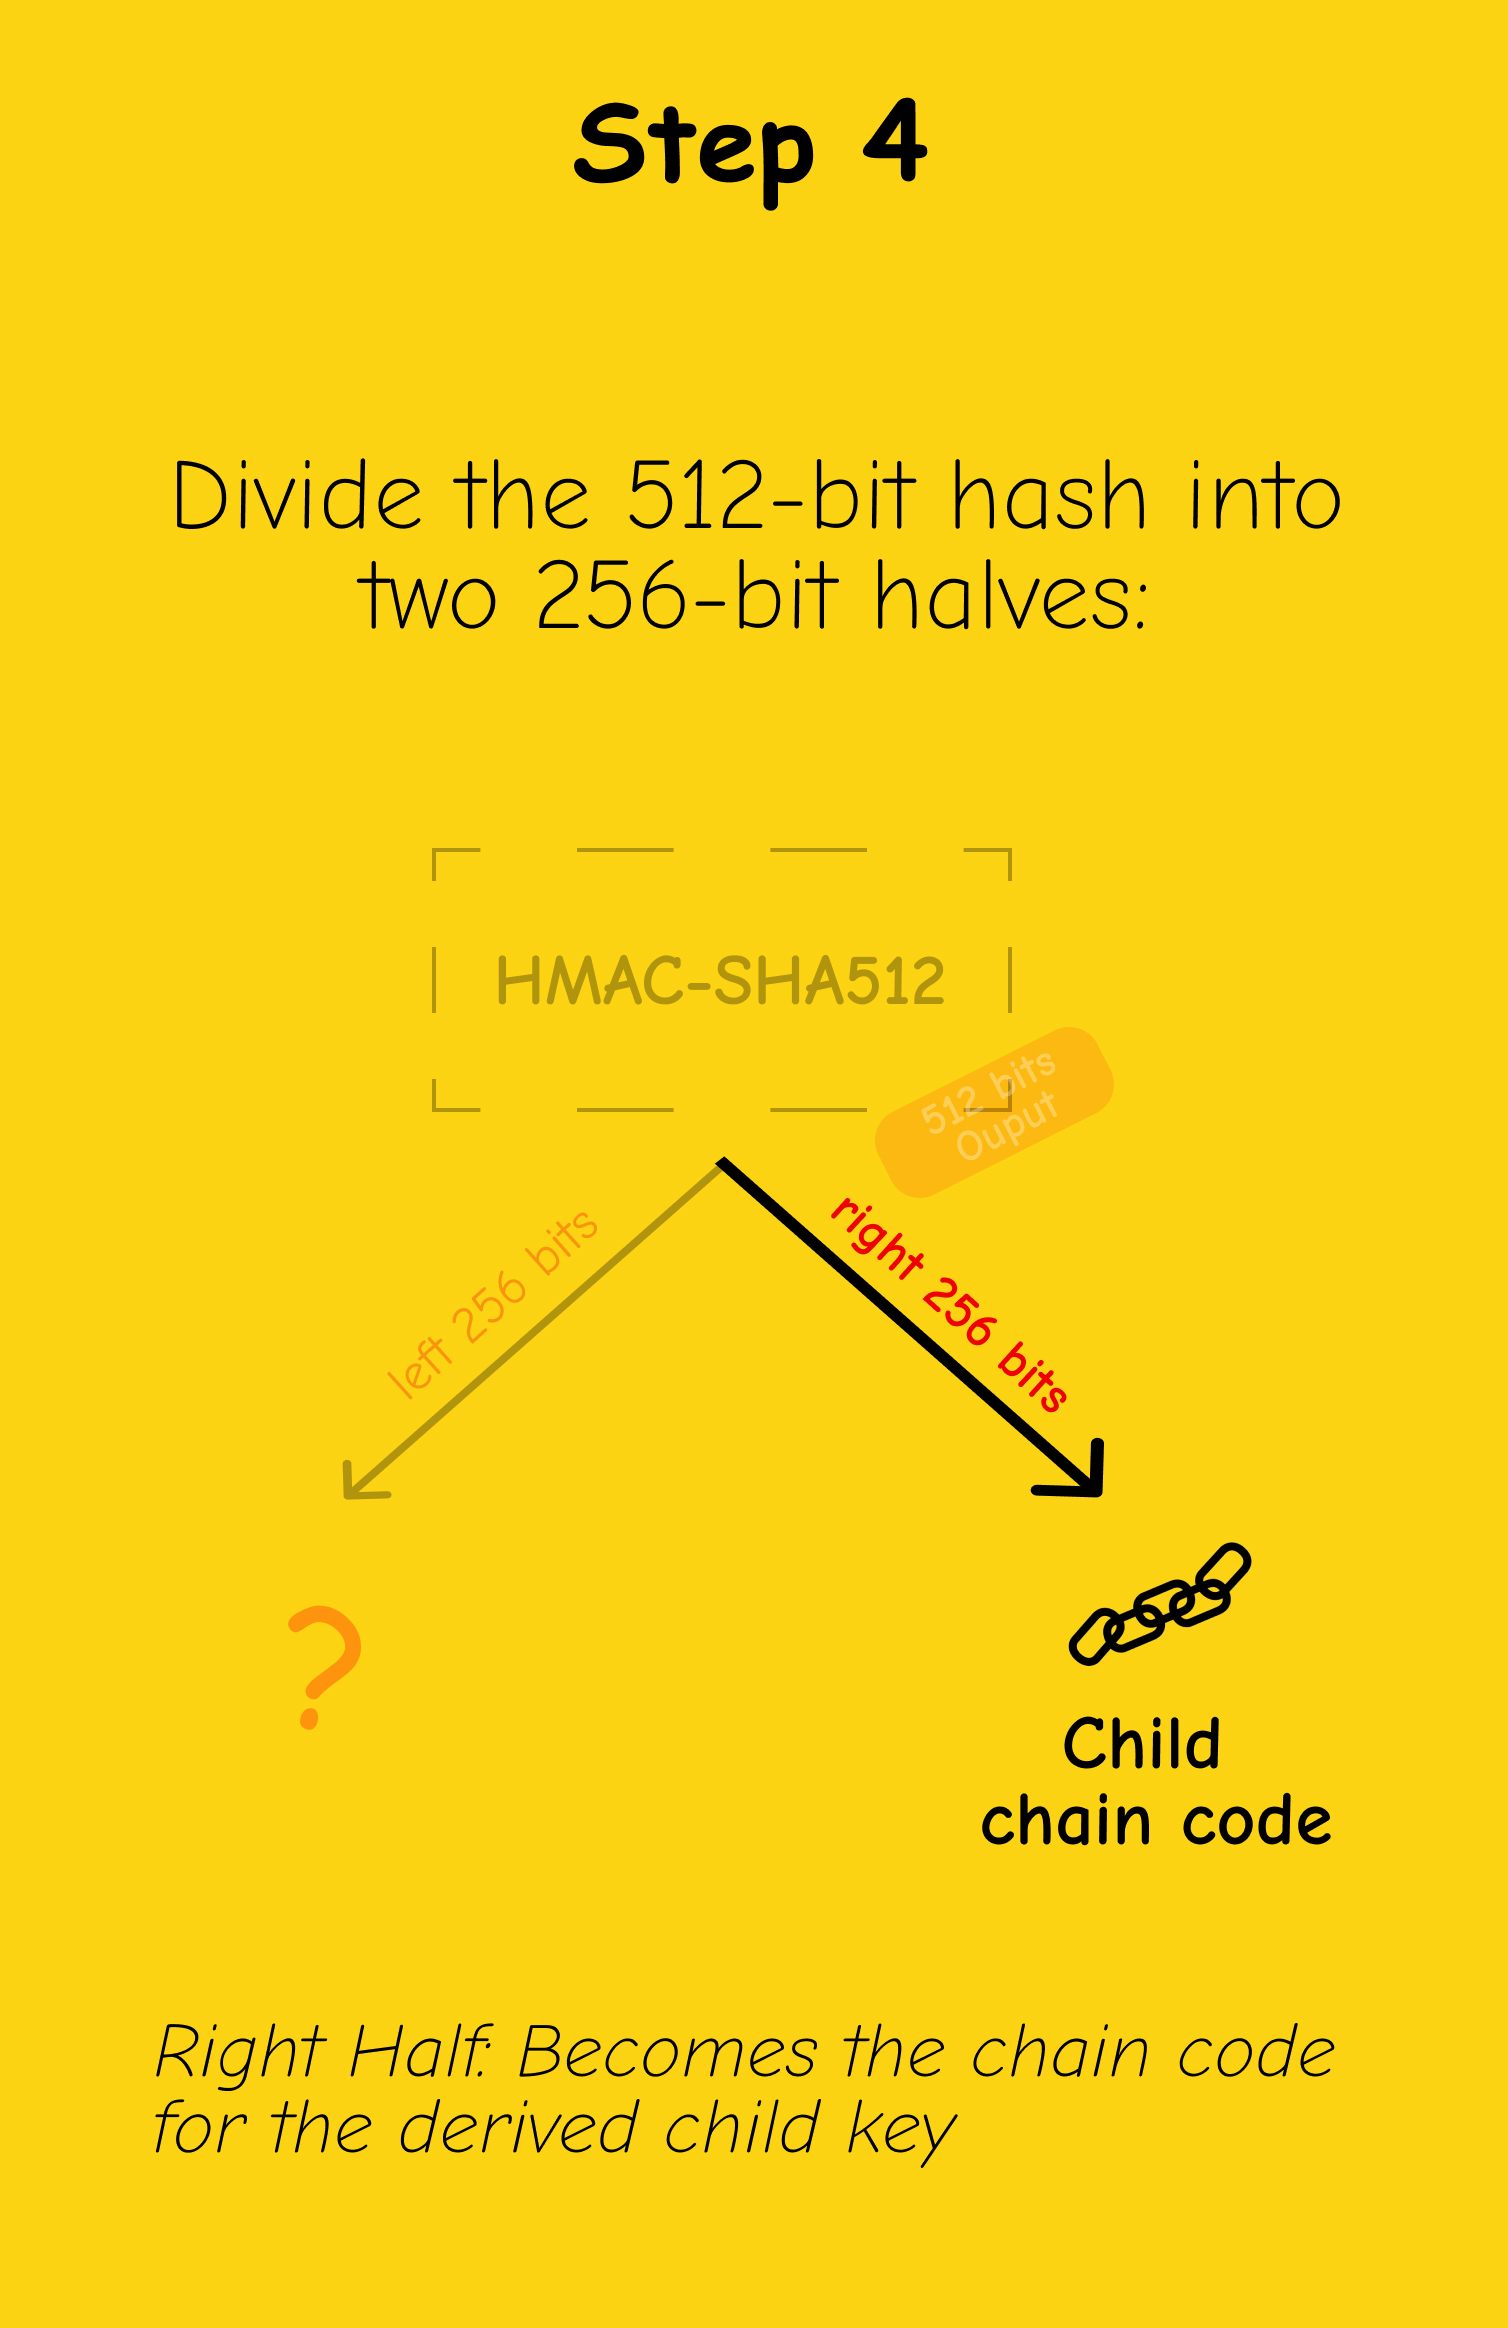 Step 4
Divide the 512-bit hash into
two 256-bit halves:
HMAC-SHA512
512 bits
Ouput
left 256 bits
right 256 bits
?
Child
chain code
Right Half: Becomes the chain code
for the derived child key